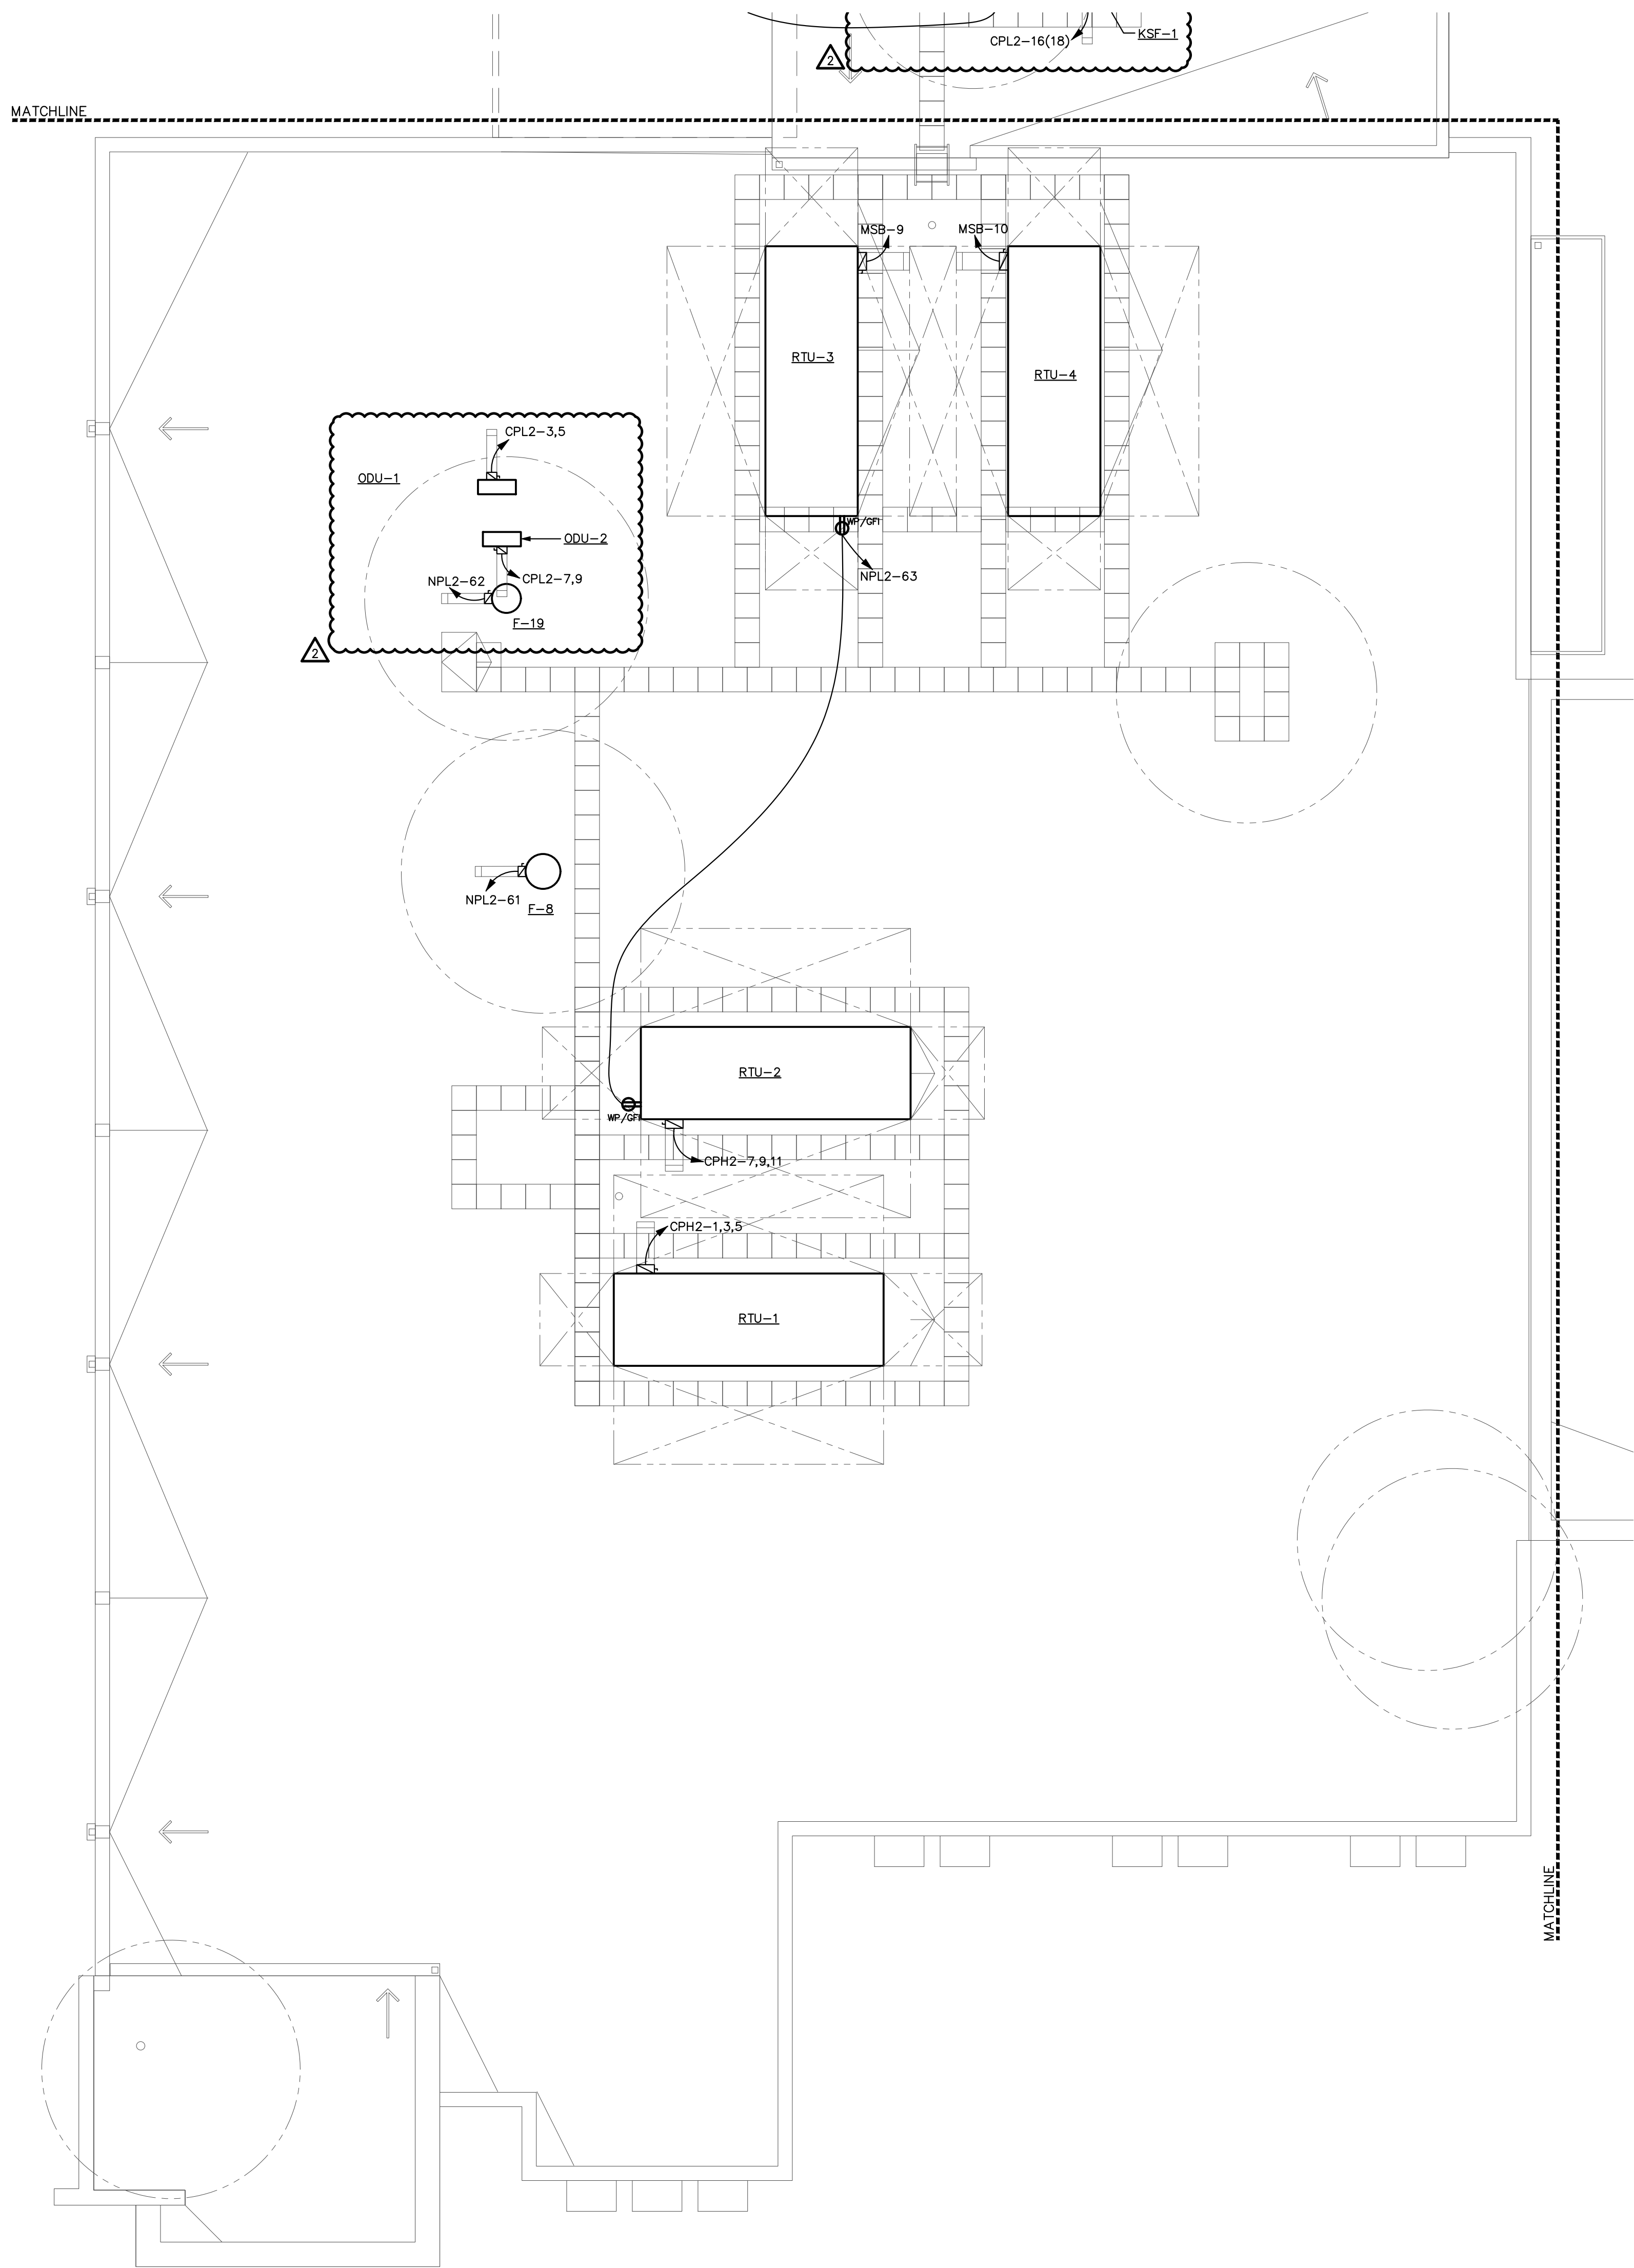 CPL2-16(18)
KSF-1
2
MATCHLINE
MSB-9
MSB-10
RTU-3
RTU-4
CPL2-3,5
ODU-1
WP/GFI
ODU-2
NPL2-62
CPL2-7,9
NPL2-63
F-19
2
NPL2-61
F-8
RTU-2
WP/GFI
CPH2-7,9,11
CPH2-1,3,5
RTU-1
MATCHLINE